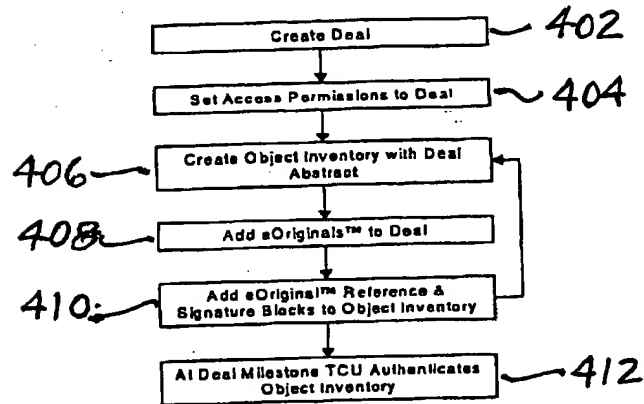 Create Deal
402
Set Access Permissions to Deal
404
406
Create Object Inventory with Deal
Abstract
408
Add eOriginals™ to Deal
410
Add eOriginal™ Reference &
Signature Blocks to Object Inventory
At Deal Milestone TCU Authenticates
Object Inventory
412